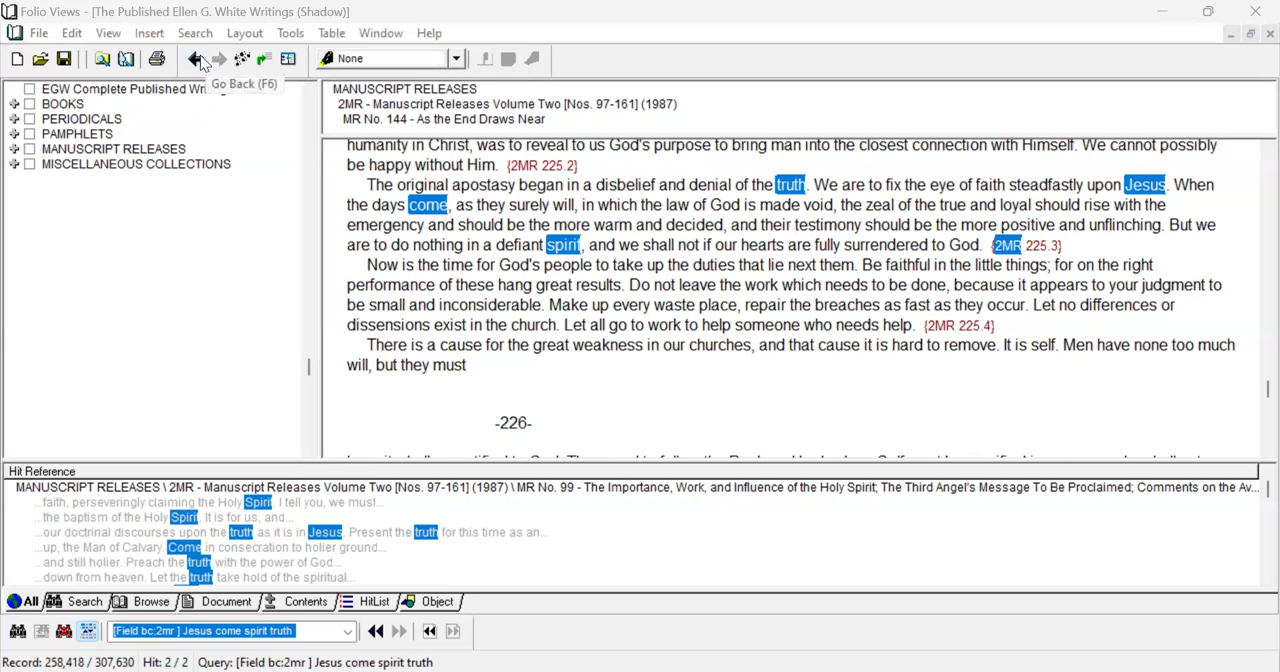 Folio Views - [The Published Ellen G. White Writings (Shadow)]
File Edit View Insert Search Layout Tools Table Window Help
None
Go Back (F6)
EGW Complete Published
BOOKS
PERIODICALS
PAMPHLETS
MANUSCRIPT RELEASES
MISCELLANEOUS COLLECTIONS
MANUSCRIPT RELEASES
2MR - Manuscript Releases Volume Two [Nos. 97-161] (1987)
MR No. 144 - As the End Draws Near
humanity in Christ, was to reveal to us God's purpose to bring man into the closest connection with Himself. We cannot possibly
be happy without Him. {2MR 225.2}
The original apostasy began in a disbelief and denial of the truth. We are to fix the eye of faith steadfastly upon Jesus. When
the days come, as they surely will, in which the law of God is made void, the zeal of the true and loyal should rise with the
emergency and should be the more warm and decided, and their testimony should be the more positive and unflinching. But we
are to do nothing in a defiant spirit, and we shall not if our hearts are fully surrendered to God. {2MR 225.3}
Now is the time for God's people to take up the duties that lie next them. Be faithful in the little things; for on the right
performance of these hang great results. Do not leave the work which needs to be done, because it appears to your judgment to
be small and inconsiderable. Make up every waste place, repair the breaches as fast as they occur. Let no differences or
dissensions exist in the church. Let all go to work to help someone who needs help. {2MR 225.4}
There is a cause for the great weakness in our churches, and that cause it is hard to remove. It is self. Men have none too much
will, but they must
-226-
Hit Reference
MANUSCRIPT RELEASES \ 2MR - Manuscript Releases Volume Two [Nos. 97-161] (1987) \ MR No. 99 - The Importance, Work, and Influence of the Holy Spirit; The Third Angel's Message To Be Proclaimed; Comments on the Av...
...faith, perseveringly claiming the Holy Spirit. I tell you, we must...
...the baptism of the Holy Spirit. It is for us, and...
...our doctrinal discourses upon the truth as it is in Jesus. Present the truth for this time as an...
...up, the Man of Calvary. Come in consecration to holier ground...
...and still holier. Preach the truth with the power of God...
...down from heaven. Let the truth take hold of the spiritual...
All Search Browse Document Contents HitList Object
[Field bc:2mr ] Jesus come spirit truth
Record: 258,418 / 307,630 Hit: 2 / 2 Query: [Field bc:2mr ] Jesus come spirit truth